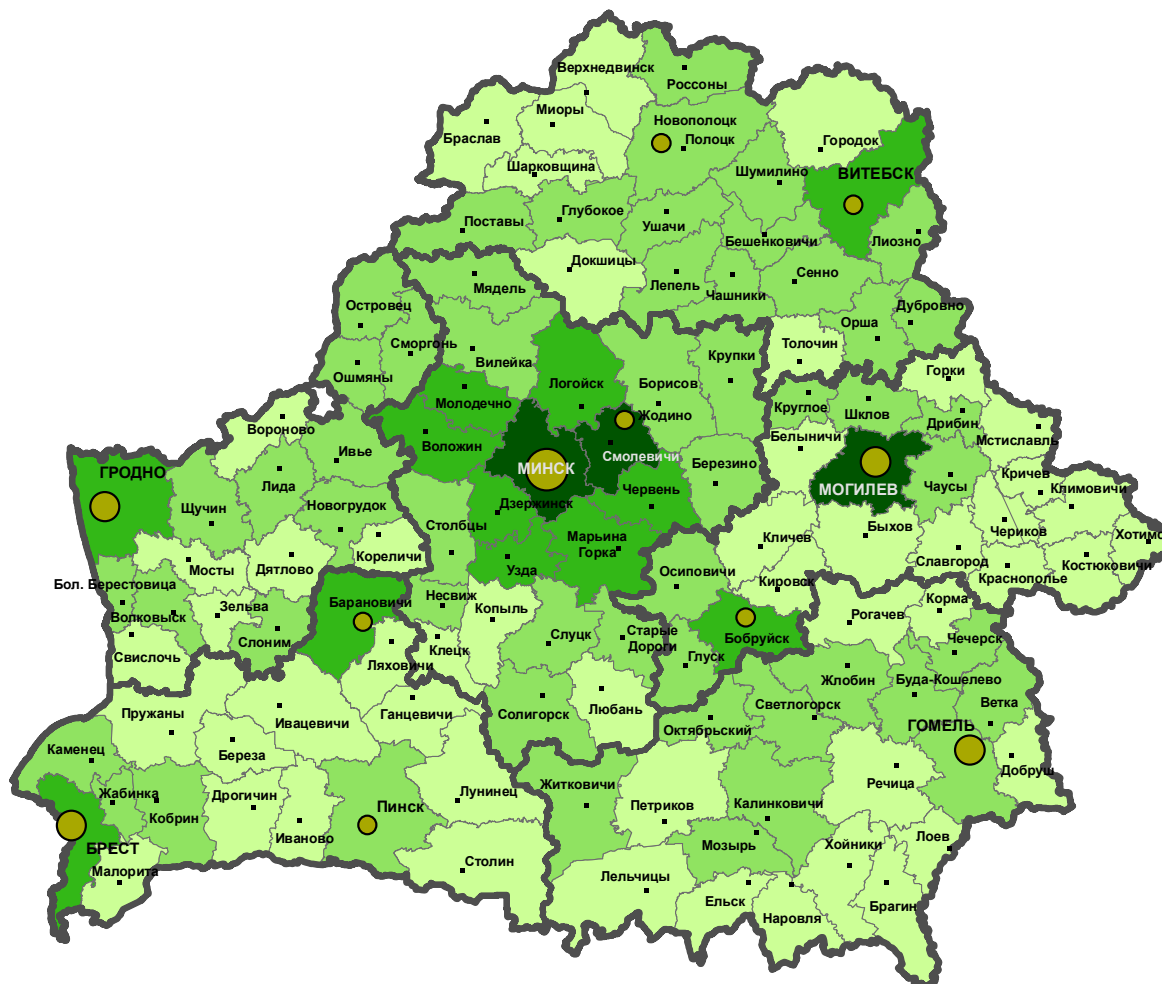 Верхнедвинск
Россоны
Миоры
Браслав
Новополоцк
Полоцк
Городок
Шарковщина
Шумилино
ВИТЕБСК
Поставы
Глубокое
Ушачи
Бешенковичи
Лиозно
Докшицы
Мядель
Лепель
Чашники
Сенно
Островец
Дубровно
Орша
Сморгонь
Вилейка
Толочин
Крупки
Ошмяны
Логойск
Борисов
Горки
Молодечно
Жодино
Круглое
Шклов
Дрибин
Вороново
Воложин
Белыничи
Мстиславль
Ивье
Смолевичи
Березино
ГРОДНО
МИНСК
Кричев
Лида
Червень
МОГИЛЕВ
Чаусы
Климовичи
Щучин
Новогрудок
Дзержинск
Столбцы
Быхов
Чериков
Хотимс
Марьина
Горка
Кличев
Кореличи
Мосты
Дятлово
Узда
Осиповичи
Славгород
Костюковичи
Краснополье
Бол. Берестовица
Кировск
Несвиж
Барановичи
Копыль
Корма
Зельва
Волковыск
Рогачев
Слоним
Старые
Дороги
Слуцк
Бобруйск
Чечерск
Клецк
Свислочь
Ляховичи
Глуск
Жлобин
Буда-Кошелево
Пружаны
Ивацевичи
Ганцевичи
Солигорск
Любань
Светлогорск
Ветка
Октябрьский
ГОМЕЛЬ
Каменец
Береза
Добруш
Житковичи
Речица
Жабинка
Дрогичин
Лунинец
Петриков
Калинковичи
Пинск
Кобрин
Иваново
БРЕСТ
Мозырь
Хойники
Лоев
Столин
Малорита
Лельчицы
Ельск
Брагин
Наровля